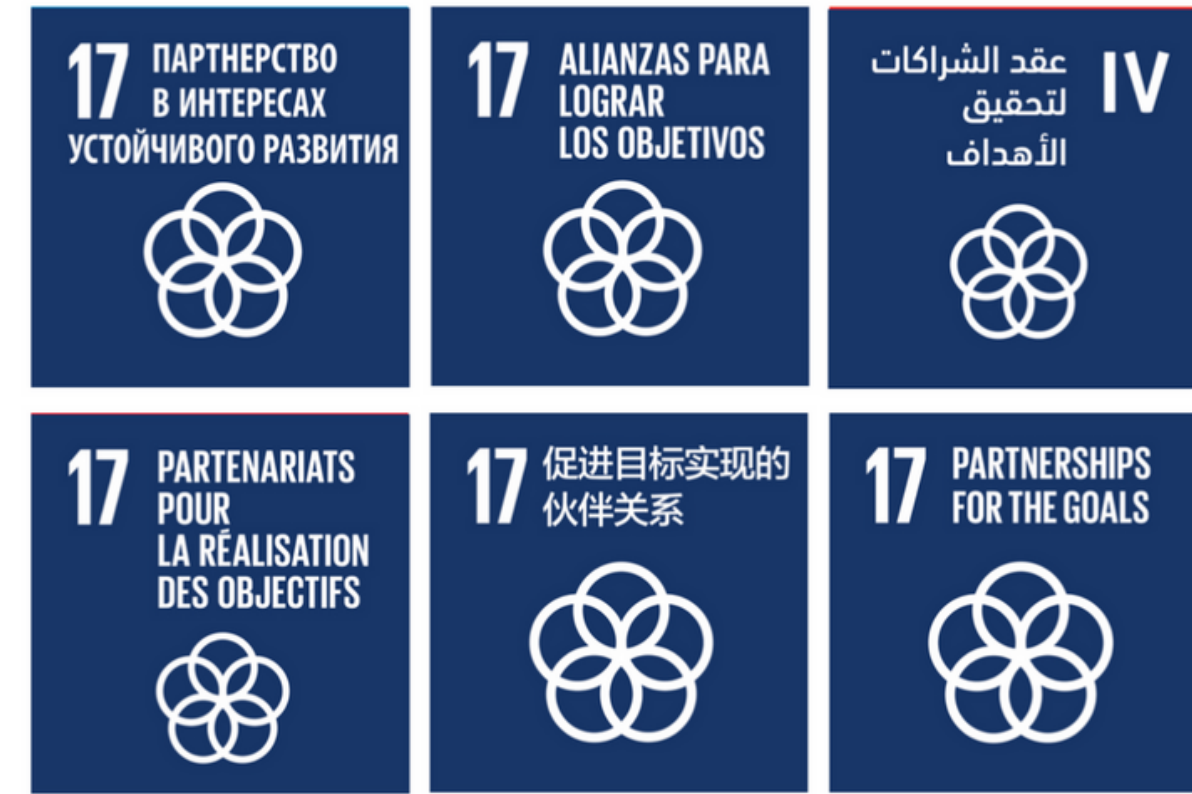 17 ПАРТНЕРСТВО
В ИНТЕРЕСАХ
УСТОЙЧИВОГО РАЗВИТИЯ
17 ALIANZAS PARA
LOGRAR
LOS OBJETIVOS
١٧ عقد الشراكات
لتحقيق
الأهداف
17 PARTENARIATS
POUR
LA RÉALISATION
DES OBJECTIFS
17 促进目标实现的
伙伴关系
17 PARTNERSHIPS
FOR THE GOALS